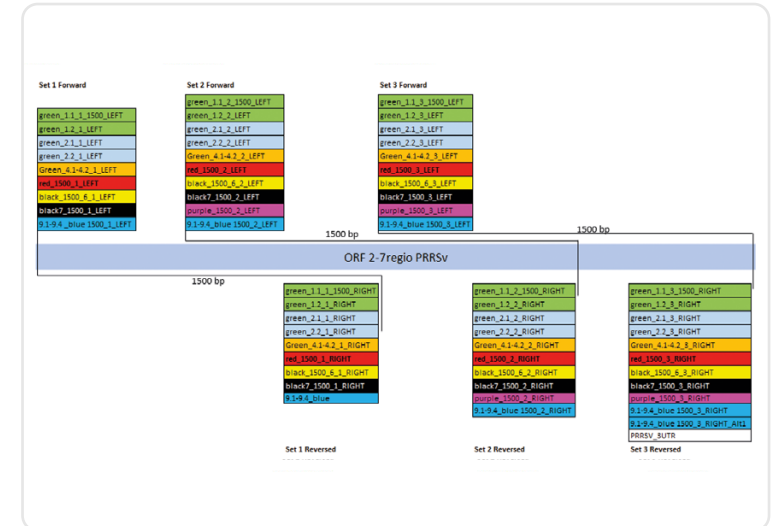 Set 1 Forward
green_1.1_1_1500_LEFT
green_1.2_1_LEFT
green_2.1_1_LEFT
green_2.2_1_LEFT
Green_4.1-4.2_1_LEFT
red_1500_1_LEFT
black_1500_6_1_LEFT
black7_1500_1_LEFT
9.1-9.4_blue 1500_1_LEFT
Set 2 Forward
green_1.1_2_1500_LEFT
green_1.2_2_LEFT
green_2.1_2_LEFT
green_2.2_2_LEFT
Green_4.1-4.2_2_LEFT
red_1500_2_LEFT
black_1500_6_2_LEFT
black7_1500_2_LEFT
purple_1500_2_LEFT
9.1-9.4_blue 1500_2_LEFT
Set 3 Forward
green_1.1_3_1500_LEFT
green_1.2_3_LEFT
green_2.1_3_LEFT
green_2.2_3_LEFT
Green_4.1-4.2_3_LEFT
red_1500_3_LEFT
black_1500_6_3_LEFT
black7_1500_3_LEFT
purple_1500_3_LEFT
9.1-9.4_blue 1500_3_LEFT
1500 bp
1500 bp
ORF 2-7regio PRRSv
1500 bp
green_1.1_1_1500_RIGHT
green_1.2_1_RIGHT
green_2.1_1_RIGHT
green_2.2_1_RIGHT
Green_4.1-4.2_1_RIGHT
red_1500_1_RIGHT
black_1500_6_1_RIGHT
black7_1500_1_RIGHT
9.1-9.4_blue
Set 1 Reversed
green_1.1_2_1500_RIGHT
green_1.2_2_RIGHT
green_2.1_2_RIGHT
green_2.2_2_RIGHT
Green_4.1-4.2_2_RIGHT
red_1500_2_RIGHT
black_1500_6_2_RIGHT
black7_1500_2_RIGHT
purple_1500_2_RIGHT
9.1-9.4_blue 1500_2_RIGHT
Set 2 Reversed
green_1.1_3_1500_RIGHT
green_1.2_3_RIGHT
green_2.1_3_RIGHT
green_2.2_3_RIGHT
Green_4.1-4.2_3_RIGHT
red_1500_3_RIGHT
black_1500_6_3_RIGHT
black7_1500_3_RIGHT
purple_1500_3_RIGHT
9.1-9.4_blue 1500_3_RIGHT
9.1-9.4_blue 1500_3_RIGHT_Alt1
PRRSV_3UTR
Set 3 Reversed